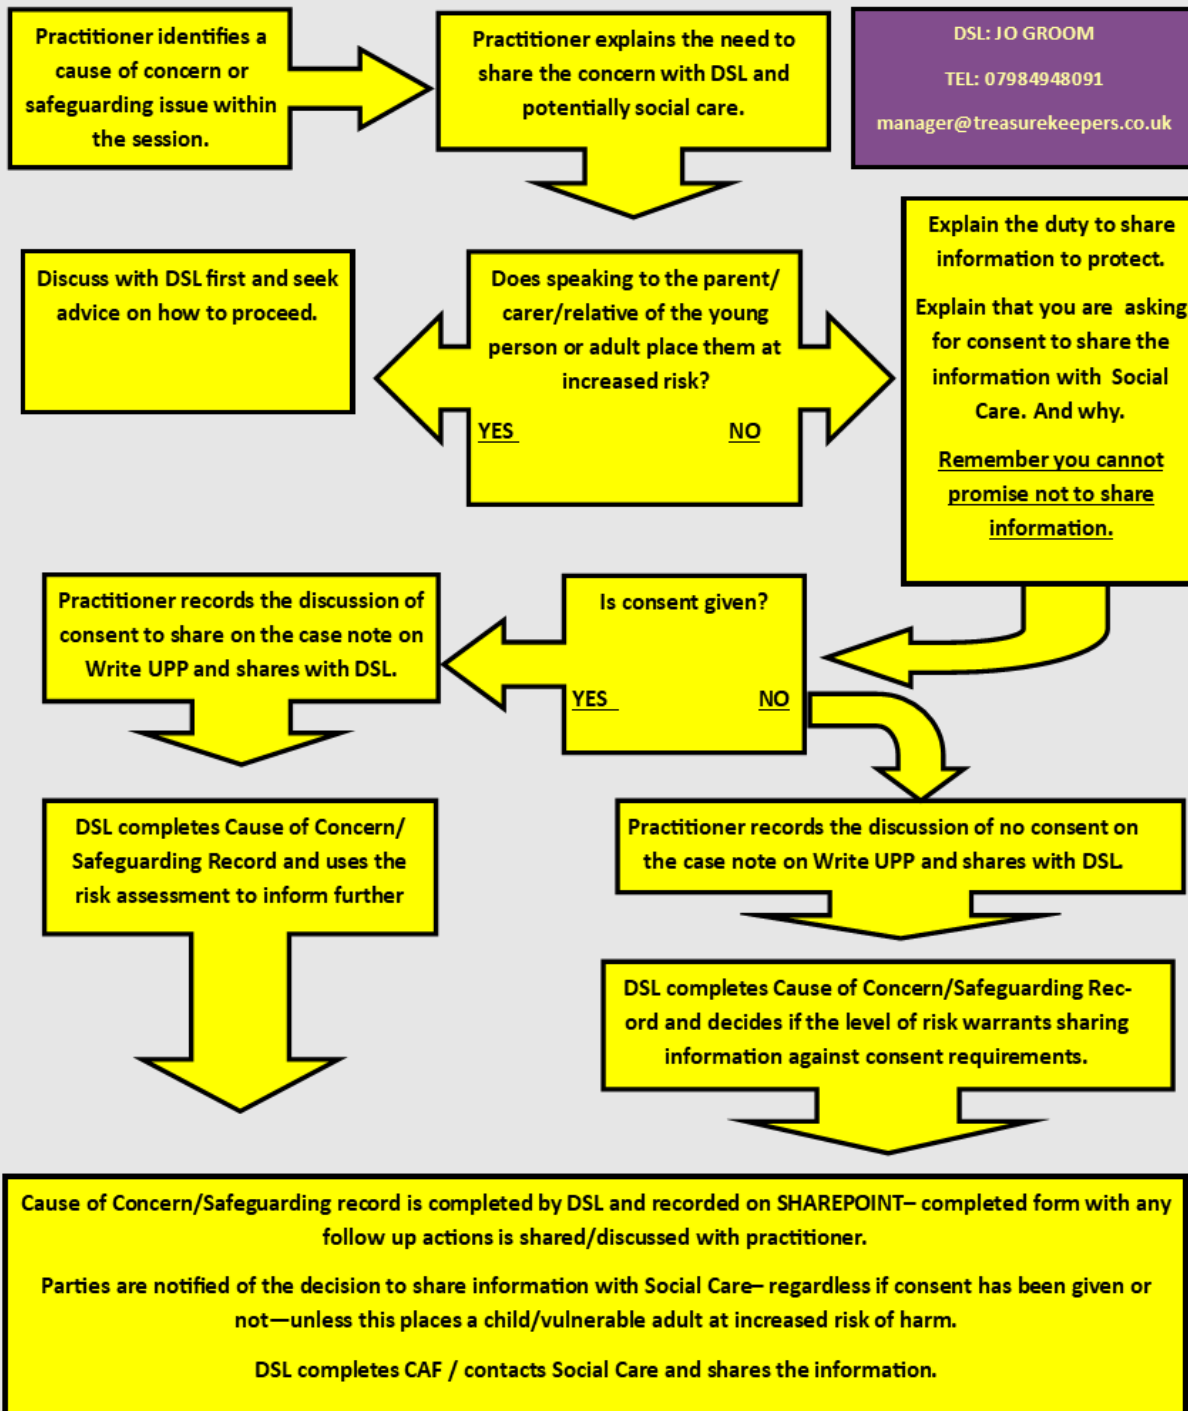 Practitioner identifies a
cause of concern or
safeguarding issue within
the session.
Practitioner explains the need to
share the concern with DSL and
potentially social care.
DSL: JO GROOM
TEL: 07984948091
manager@treasurekeepers.co.uk
Discuss with DSL first and seek
advice on how to proceed.
Does speaking to the parent/
carer/relative of the young
person or adult place them at
increased risk?
YES NO
Explain the duty to share
information to protect.
Explain that you are asking
for consent to share the
information with Social
Care. And why.
Remember you cannot
promise not to share
information.
Practitioner records the discussion of
consent to share on the case note on
Write UPP and shares with DSL.
Is consent given?
YES NO
DSL completes Cause of Concern/
Safeguarding Record and uses the
risk assessment to inform further
Practitioner records the discussion of no consent on
the case note on Write UPP and shares with DSL.
DSL completes Cause of Concern/Safeguarding Rec-
ord and decides if the level of risk warrants sharing
information against consent requirements.
Cause of Concern/Safeguarding record is completed by DSL and recorded on SHAREPOINT– completed form with any
follow up actions is shared/discussed with practitioner.
Parties are notified of the decision to share information with Social Care– regardless if consent has been given or
not—unless this places a child/vulnerable adult at increased risk of harm.
DSL completes CAF / contacts Social Care and shares the information.